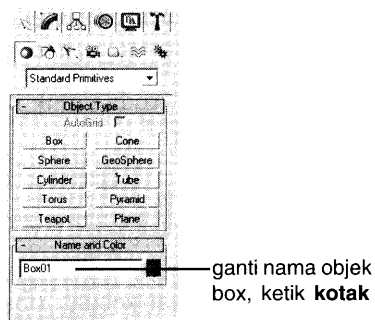 Standard Primitives
- Object Type
AutoGrid
Box Cone
Sphere GeoSphere
Cylinder Tube
Torus Pyramid
Teapot Plane
- Name and Color
Box01
ganti nama objek
box, ketik kotak